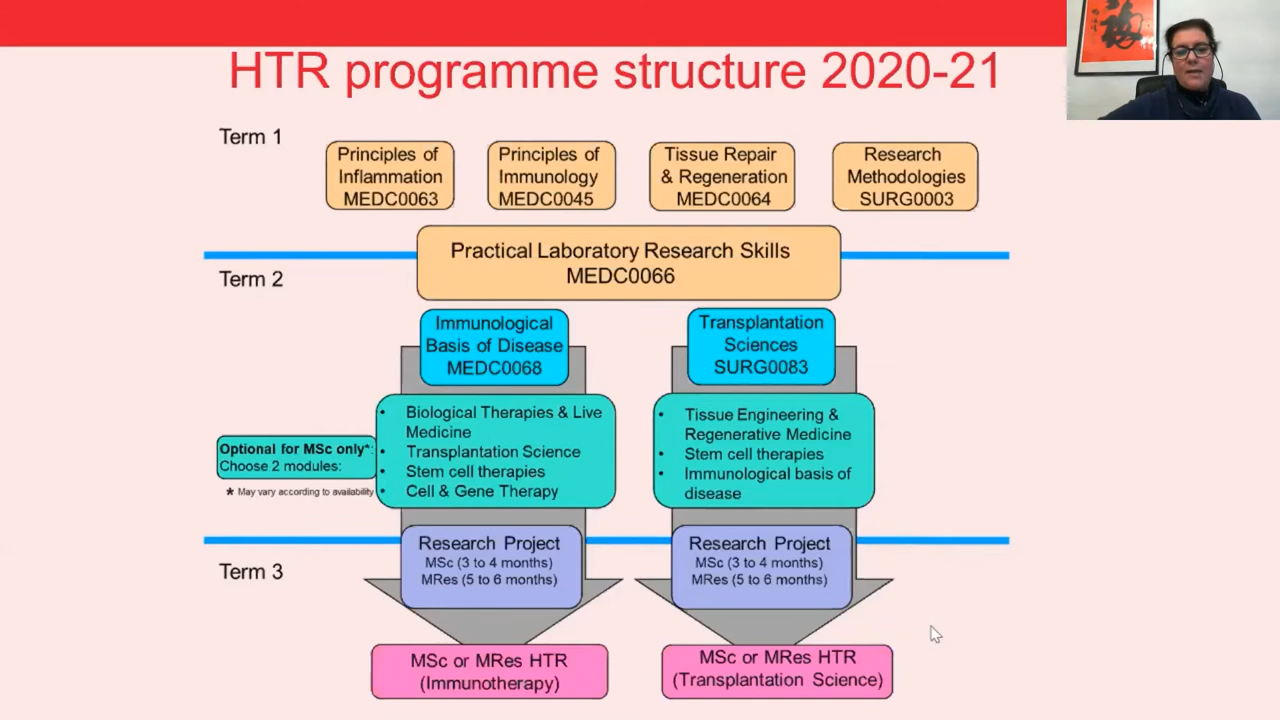 HTR programme structure 2020-21
Term 1
Principles of
Inflammation
MEDC0063
Principles of
Immunology
MEDC0045
Tissue Repair
& Regeneration
MEDC0064
Research
Methodologies
SURG0003
Practical Laboratory Research Skills
MEDC0066
Term 2
Immunological
Basis of Disease
MEDC0068
Transplantation
Sciences
SURG0083
Optional for MSc only*:
Choose 2 modules:
* May vary according to availability
• Biological Therapies & Live
Medicine
• Transplantation Science
• Stem cell therapies
• Cell & Gene Therapy
• Tissue Engineering &
Regenerative Medicine
• Stem cell therapies
• Immunological basis of
disease
Term 3
Research Project
MSc (3 to 4 months)
MRes (5 to 6 months)
Research Project
MSc (3 to 4 months)
MRes (5 to 6 months)
MSc or MRes HTR
(Immunotherapy)
MSc or MRes HTR
(Transplantation Science)